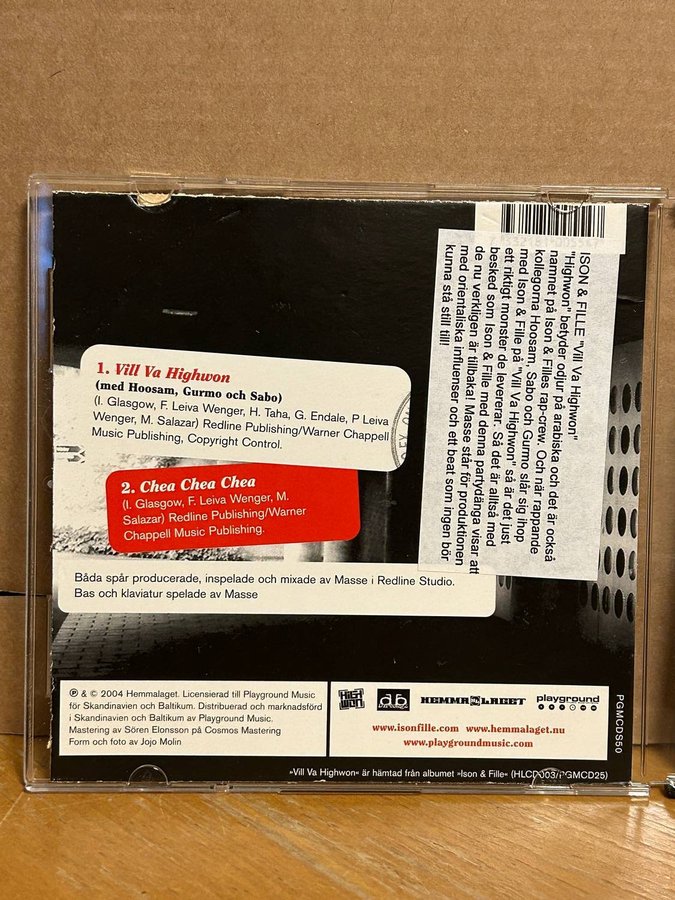 1. Vill Va Highwon
(med Hoosam, Gurmo och Sabo)
(I. Glasgow, F. Leiva Wenger, H. Taha, G. Endale, P Leiva
Wenger, M. Salazar) Redline Publishing/Warner Chappell
Music Publishing, Copyright Control.
2. Chea Chea Chea
(I. Glasgow, F. Leiva Wenger, M.
Salazar) Redline Publishing/Warner
Chappell Music Publishing.
Båda spår producerade, inspelade och mixade av Masse i Redline Studio.
Bas och klaviatur spelade av Masse
ISON & FILLE "Vill Va Highwon"
"Highwon" betyder odjur på arabiska och det är också
namnet på Ison & Filles rap-crew. Och när rappande
kollegorna Hoosam, Sabo och Gurmo slår sig ihop
med Ison & Fille på "Vill Va Highwon" så är det just
ett riktigt monster de levererar. Så det är alltså med
besked som Ison & Fille med denna partydänga visar att
de nu verkligen är tillbaka! Masse står för produktionen
med orientaliska influenser och ett beat som ingen bör
kunna stå still till!
℗ & © 2004 Hemmalaget. Licensierad till Playground Music
för Skandinavien och Baltikum. Distribuerad och marknadsförd
i Skandinavien och Baltikum av Playground Music.
Mastering av Sören Elonsson på Cosmos Mastering
Form och foto av Jojo Molin
HIGHWON
HEMMALAGET
playground
www.isonfille.com www.hemmalaget.nu
www.playgroundmusic.com
PGMCDS50
»Vill Va Highwon« är hämtad från albumet »Ison & Fille« (HLCD003/PGMCD25)